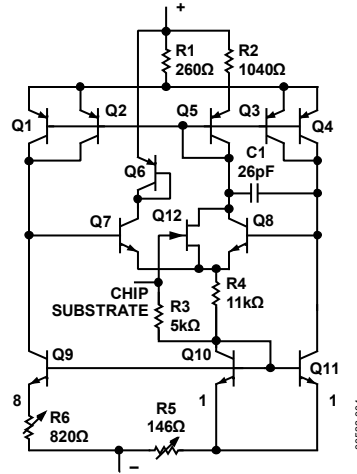 +
R1
260Ω
R2
1040Ω
Q1
Q2
Q5
Q3
Q4
C1
26pF
Q6
Q7
Q12
Q8
CHIP
SUBSTRATE
R4
11kΩ
R3
5kΩ
Q9
Q10
Q11
8
1
1
R6
820Ω
R5
146Ω
–